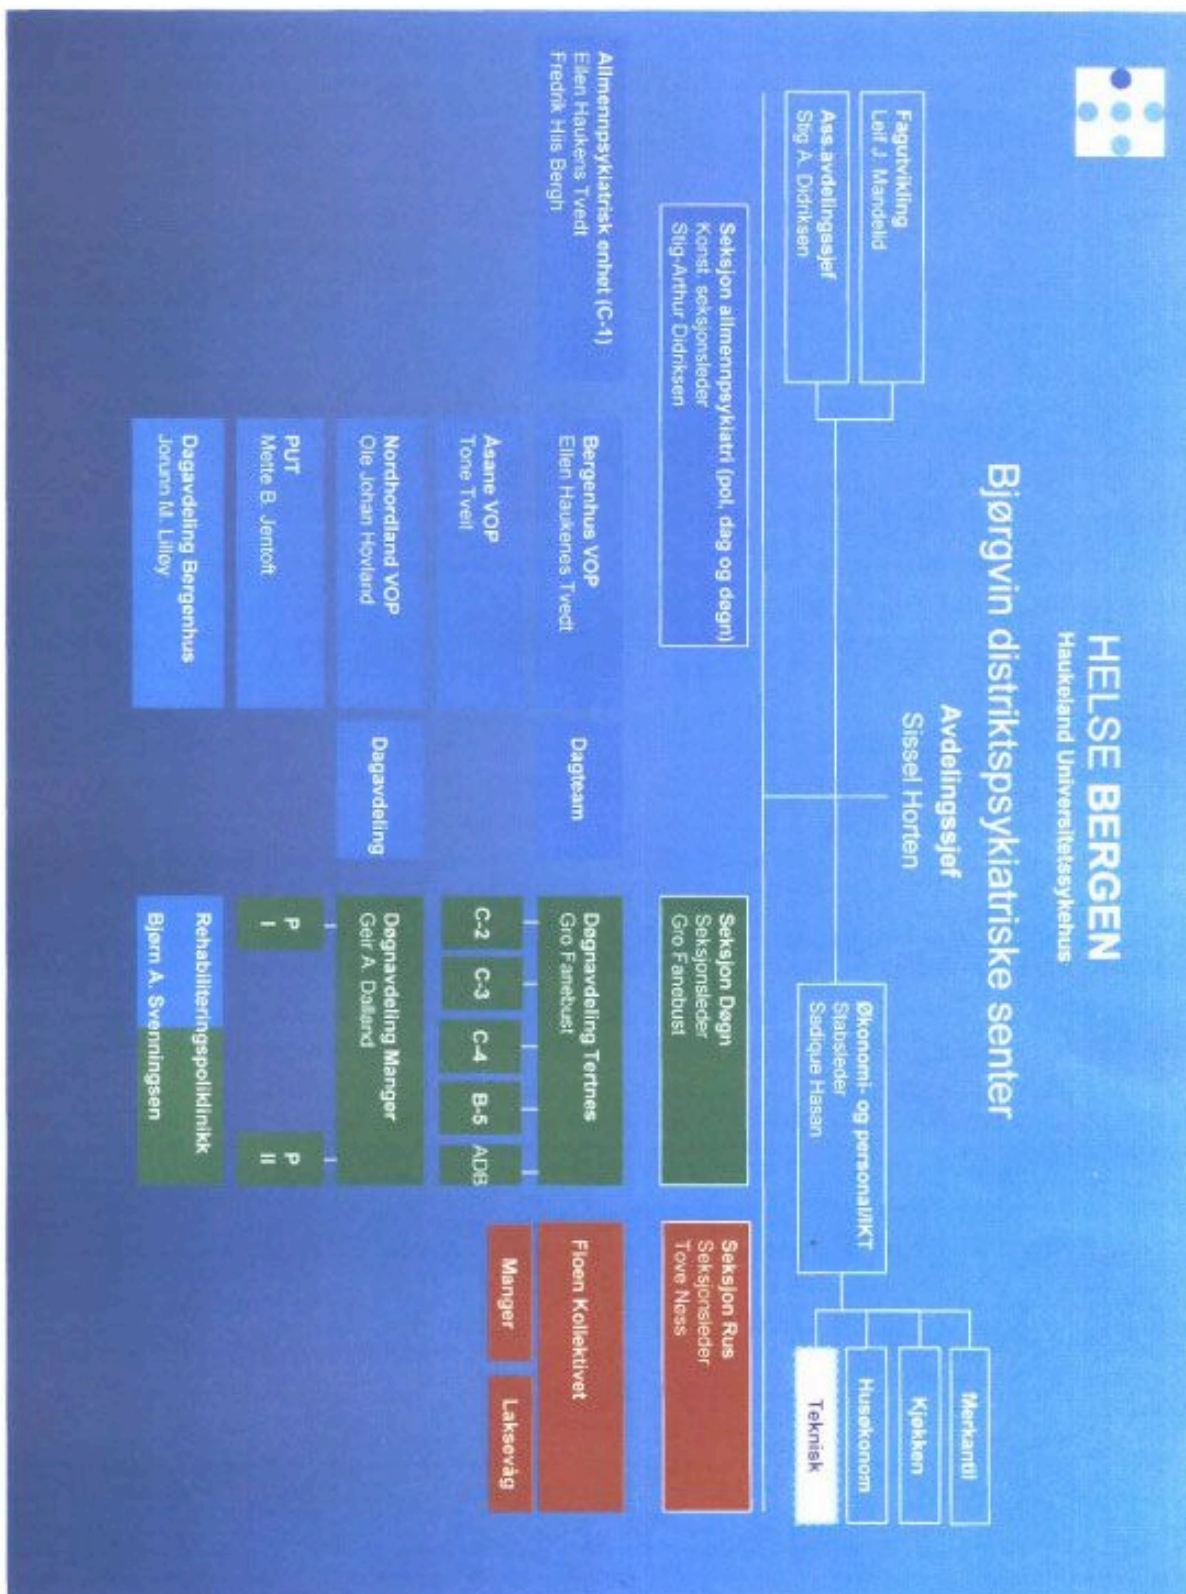 HELSE BERGEN
Haukeland Universitetssykehus
Bjørgvin distriktspsykiatriske senter
Avdelingssjef
Sissel Horten
Fagutvikling
Leif J. Mandelid
Ass.avdelingssjef
Stig A. Didriksen
Økonomi- og personal/IKT
Stabsleder
Sadique Hasan
Merkantil
Kjøkken
Husøkonom
Teknisk
Seksjon allmennpsykiatri (pol, dag og døgn)
Konst. seksjonsleder
Stig-Arthur Didriksen
Seksjon Døgn
Seksjonsleder
Gro Fanebust
Seksjon Rus
Seksjonsleder
Tove Næss
Allmennpsykiatrisk enhet (C-1)
Ellen Haukens Tvedt
Fredrik Hiis Bergh
Bergenhus VOP
Ellen Haukenes Tvedt
Dagteam
Døgnavdeling Tertnes
Gro Fanebust
Floen Kollektivet
Åsane VOP
Tone Tveit
C-2
C-3
C-4
B-5
ADB
Manger
Laksevåg
Nordhordland VOP
Ole Johan Hovland
Dagavdeling
Døgnavdeling Manger
Geir A. Dalland
PUT
Mette B. Jentoft
P
I
P
II
Dagavdeling Bergenhus
Jorunn M. Lilløy
Rehabiliteringspoliklinikk
Bjørn A. Svenningsen